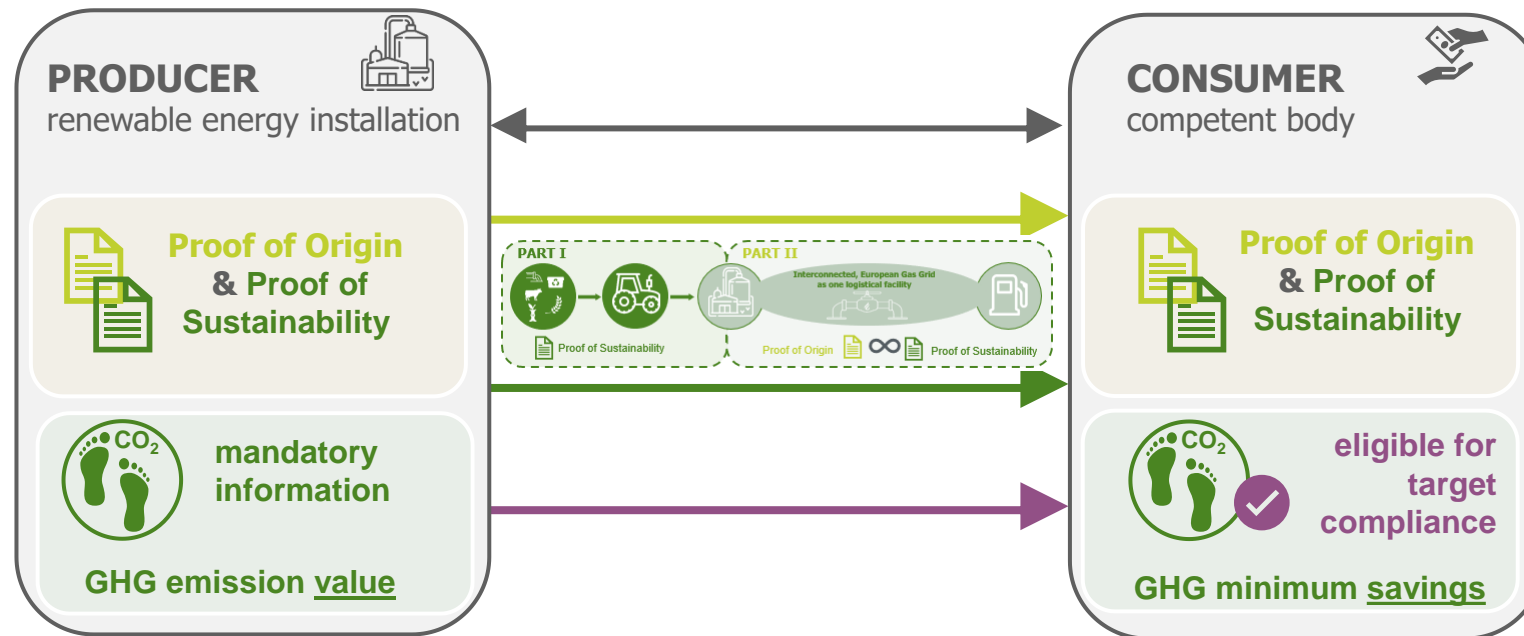 PRODUCER
renewable energy installation
Proof of Origin
& Proof of
Sustainability
CO2
mandatory
information
GHG emission value
PART I
Proof of Sustainability
PART II
Interconnected, European Gas Grid
as one logistical facility
Proof of Origin
Proof of Sustainability
CONSUMER
competent body
Proof of Origin
& Proof of
Sustainability
CO2
eligible for
target
compliance
GHG minimum savings